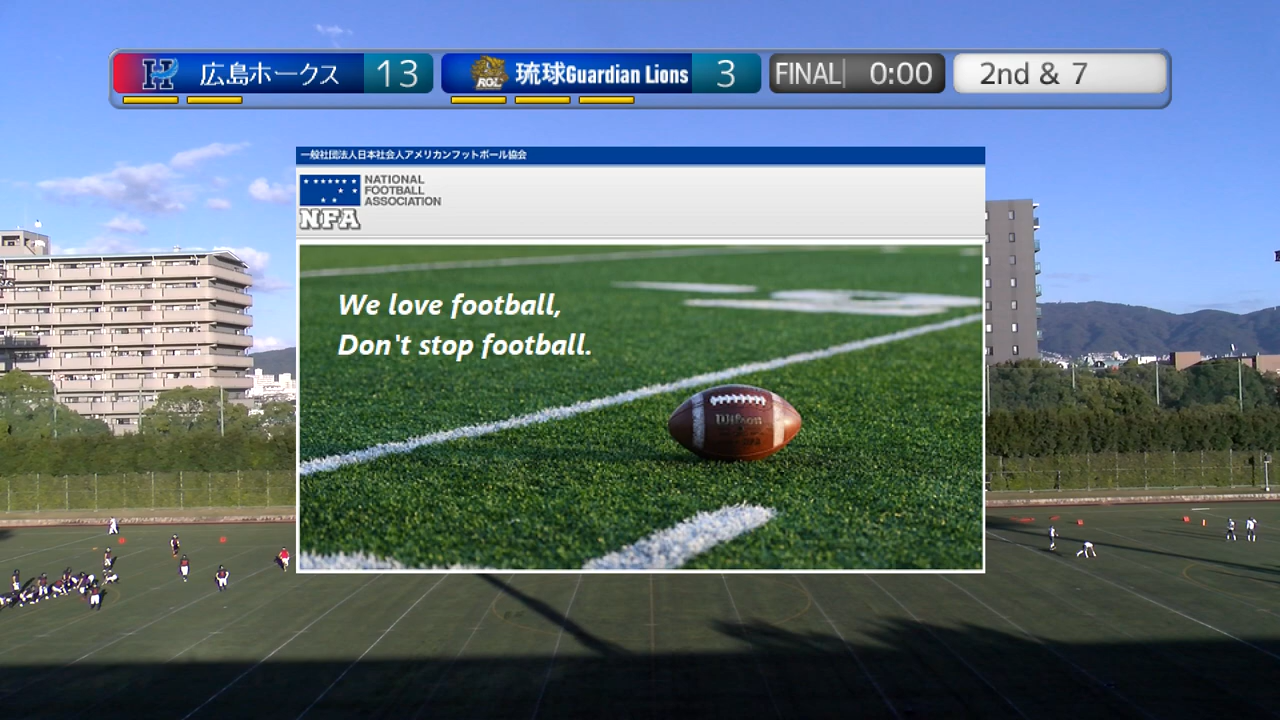 広島ホークス 13 琉球Guardian Lions 3 FINAL 0:00 2nd & 7
ROL
一般社団法人日本社会人アメリカンフットボール協会
NATIONAL
FOOTBALL
ASSOCIATION
NFA
We love football,
Don't stop football.
Wilson